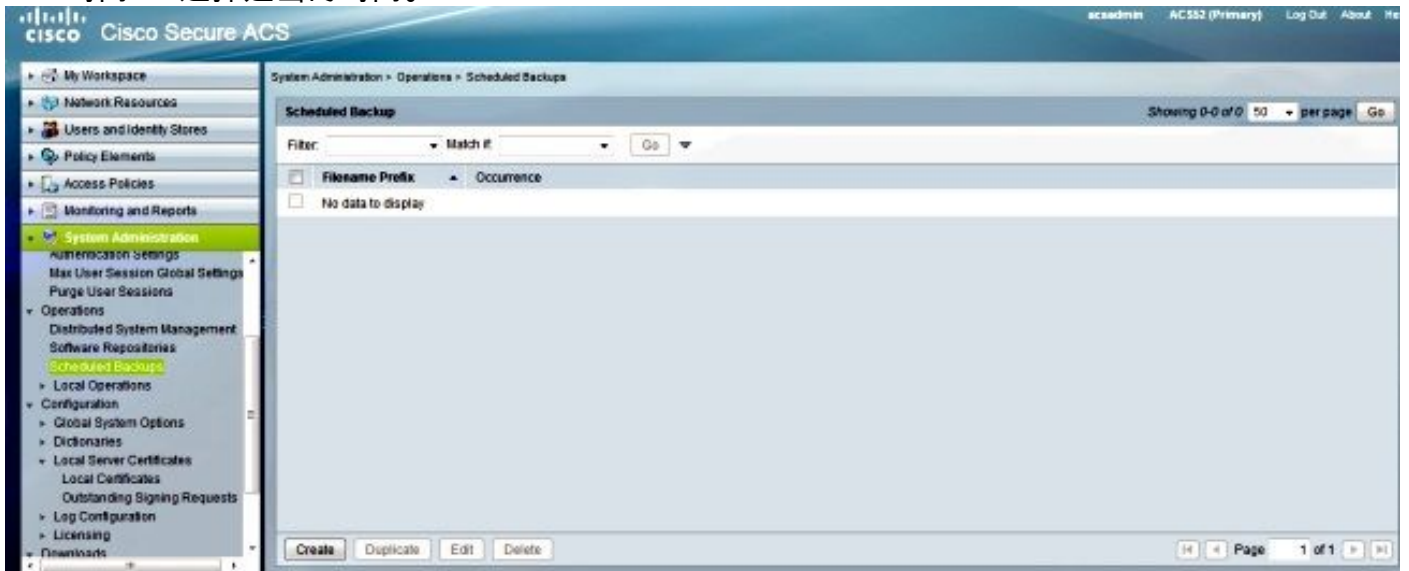 CISCO Cisco Secure ACS
acsadmin ACS52 (Primary) Log Out About
My Workspace
Network Resources
Users and Identity Stores
Policy Elements
Access Policies
Monitoring and Reports
System Administration
Authentication Settings
Max User Session Global Settings
Purge User Sessions
Operations
Distributed System Management
Software Repositories
Scheduled Backups
Local Operations
Configuration
Global System Options
Dictionaries
Local Server Certificates
Local Certificates
Outstanding Signing Requests
Log Configuration
Licensing
Downloads
System Administration > Operations > Scheduled Backups
Scheduled Backup
Showing 0-0 of 0 50 per page Go
Filter: Match if: Go
Filename Prefix Occurrence
No data to display
Create Duplicate Edit Delete
Page 1 of 1